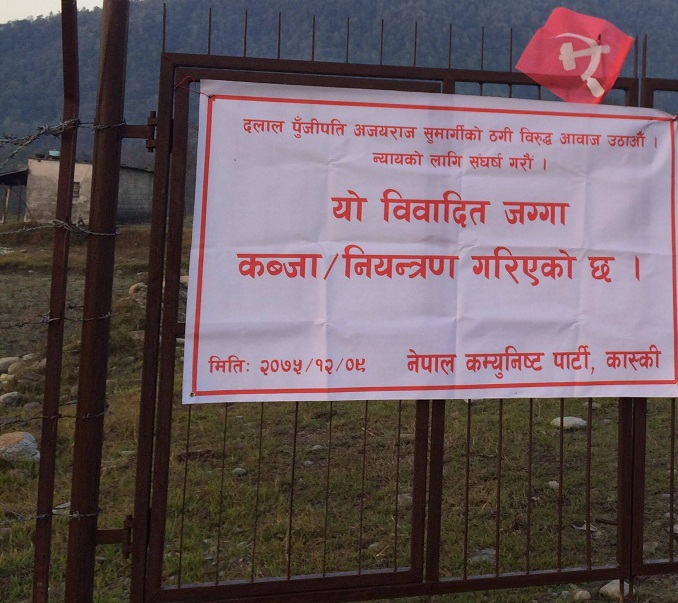 दलाल पुँजीपति अजयराज सुमार्गीको ठगी विरुद्ध आवाज उठाऔँ ।
न्यायको लागि संघर्ष गरौं ।
यो विवादित जग्गा
कब्जा/नियन्त्रण गरिएको छ ।
मितिः २०७५/१२/०९ नेपाल कम्युनिष्ट पार्टी, कास्की